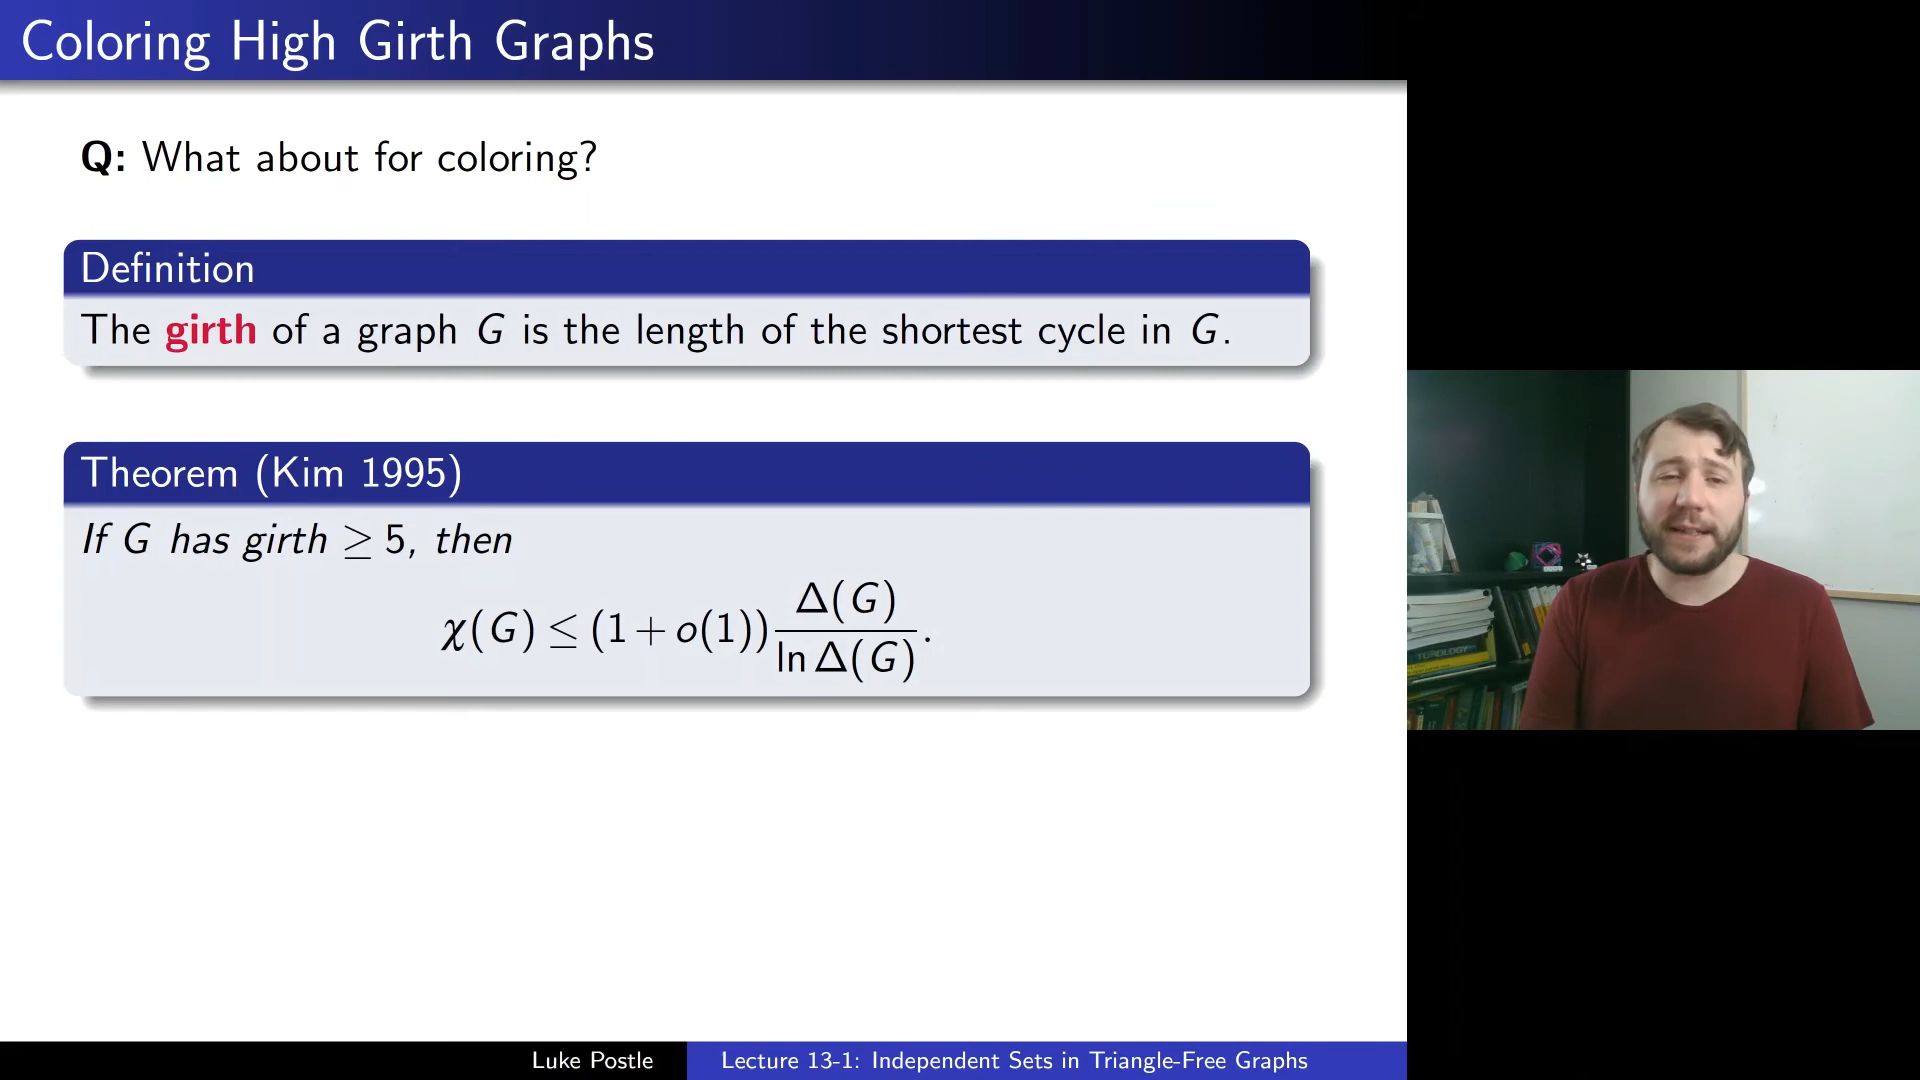 Coloring High Girth Graphs
Q: What about for coloring?
Definition
The girth of a graph G is the length of the shortest cycle in G.
Theorem (Kim 1995)
If G has girth ≥ 5, then
χ(G) ≤ (1 + o(1)) Δ(G) / ln Δ(G) .
TOPOLOGY
Luke Postle
Lecture 13-1: Independent Sets in Triangle-Free Graphs